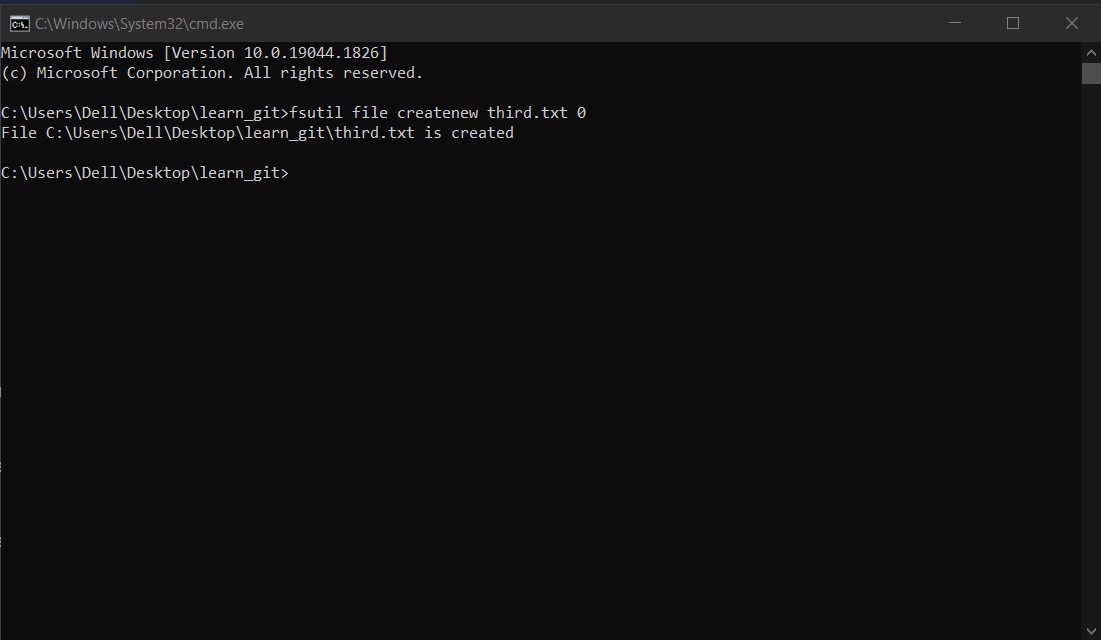 C:\Windows\System32\cmd.exe
Microsoft Windows [Version 10.0.19044.1826]
(c) Microsoft Corporation. All rights reserved.
C:\Users\Dell\Desktop\learn_git>fsutil file createnew third.txt 0
File C:\Users\Dell\Desktop\learn_git\third.txt is created
C:\Users\Dell\Desktop\learn_git>